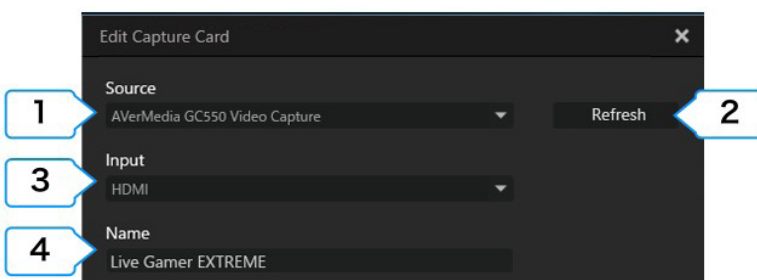 Edit Capture Card
Source
1
AVerMedia GC550 Video Capture
Refresh
2
Input
3
HDMI
Name
4
Live Gamer EXTREME